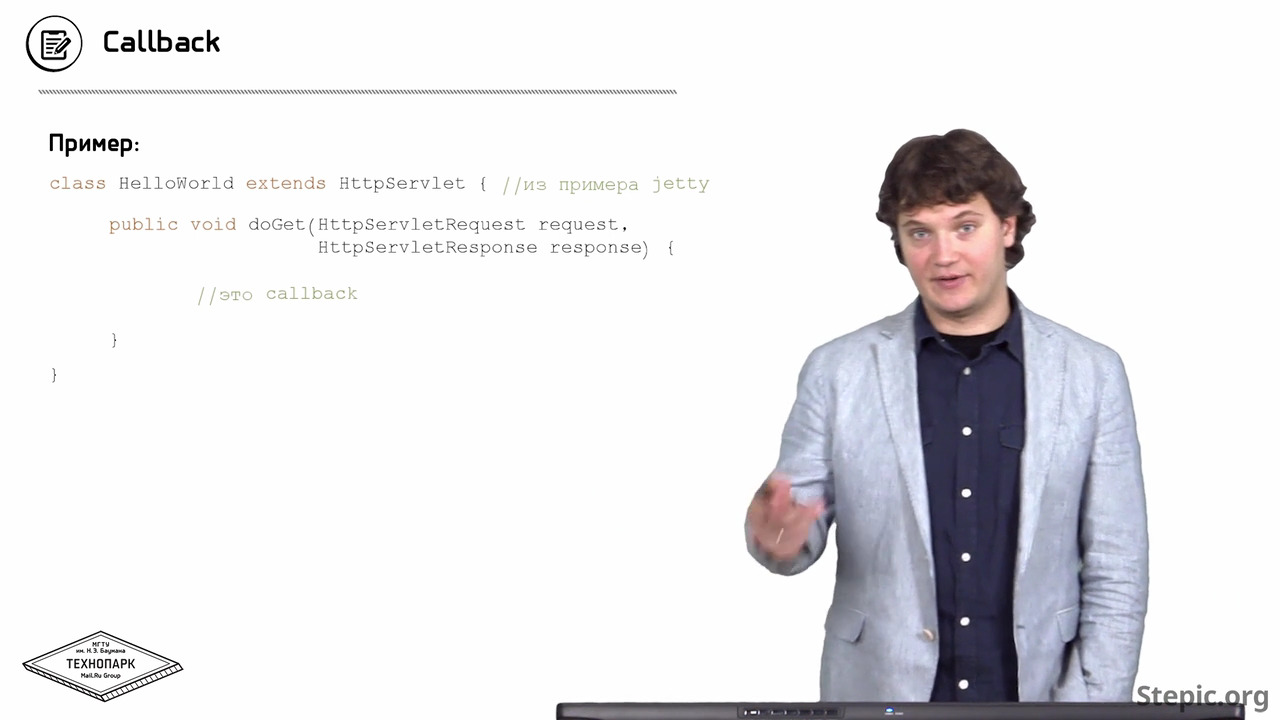 Callback
Пример:
class HelloWorld extends HttpServlet { //из примера jetty
public void doGet(HttpServletRequest request,
HttpServletResponse response) {
//это callback
}
}
МГТУ
им. Н.Э. Баумана
ТЕХНОПАРК
Mail.Ru Group
Stepic.org